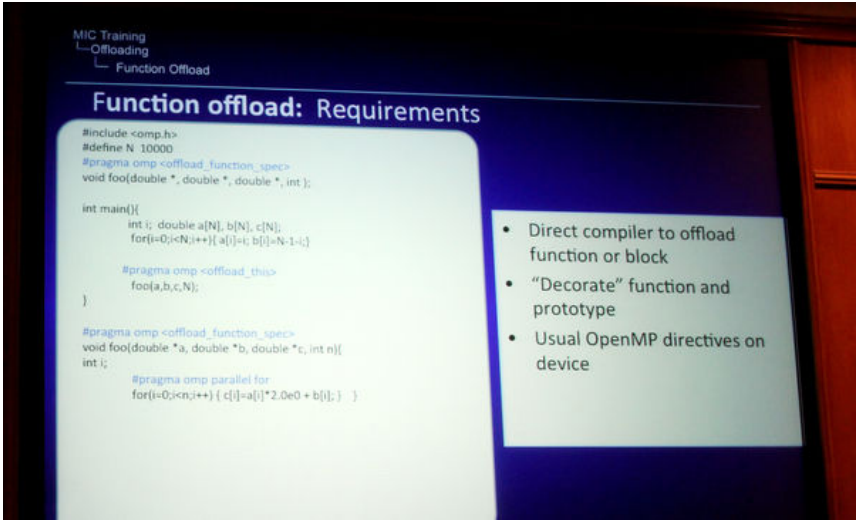 MIC Training
Offloading
Function Offload
Function offload: Requirements
#include <omp.h>
#define N 10000
#pragma omp <offload_function_spec>
void foo(double *, double *, double *, int );
int main(){
int i; double a[N], b[N], c[N];
for(i=0;i<N;i++){ a[i]=i; b[i]=N-1-i;}
#pragma omp <offload_this>
foo(a,b,c,N);
}
#pragma omp <offload_function_spec>
void foo(double *a, double *b, double *c, int n){
int i;
#pragma omp parallel for
for(i=0;i<n;i++) { c[i]=a[i]*2.0e0 + b[i]; } }
• Direct compiler to offload
function or block
• “Decorate” function and
prototype
• Usual OpenMP directives on
device